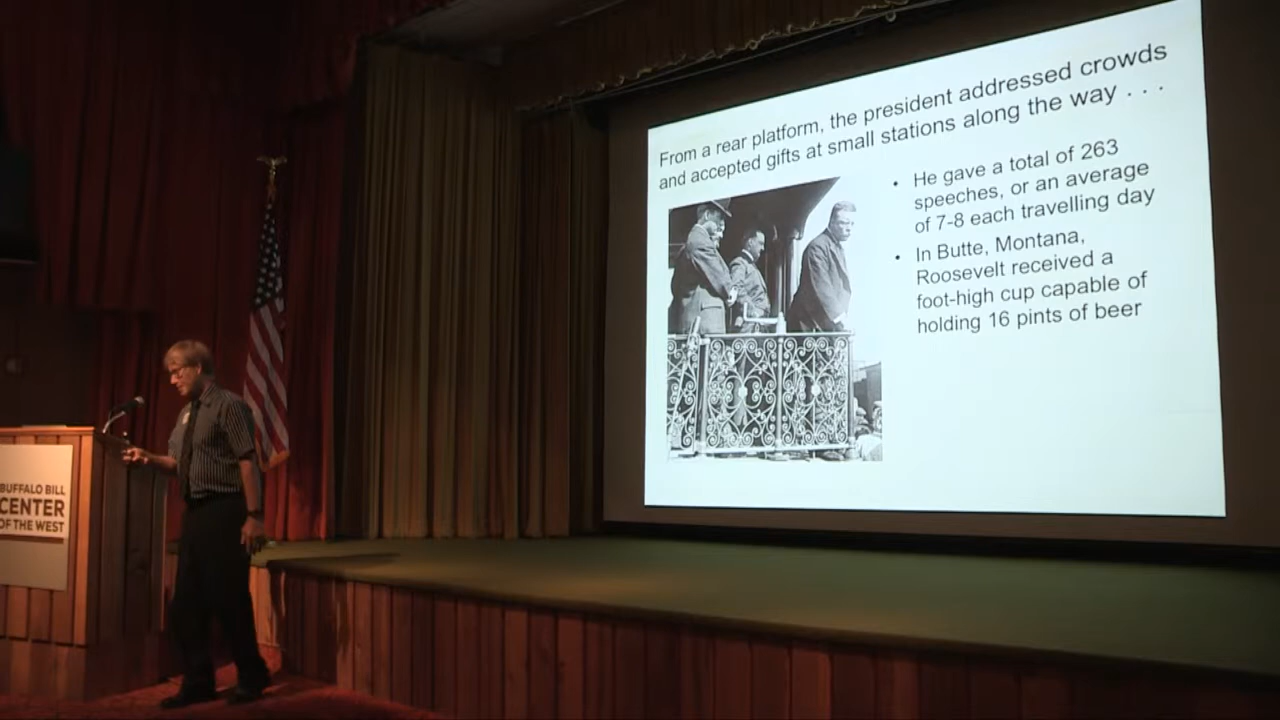 From a rear platform, the president addressed crowds
and accepted gifts at small stations along the way . . .
• He gave a total of 263
speeches, or an average
of 7-8 each travelling day
• In Butte, Montana,
Roosevelt received a
foot-high cup capable of
holding 16 pints of beer
BUFFALO BILL
CENTER
OF THE WEST